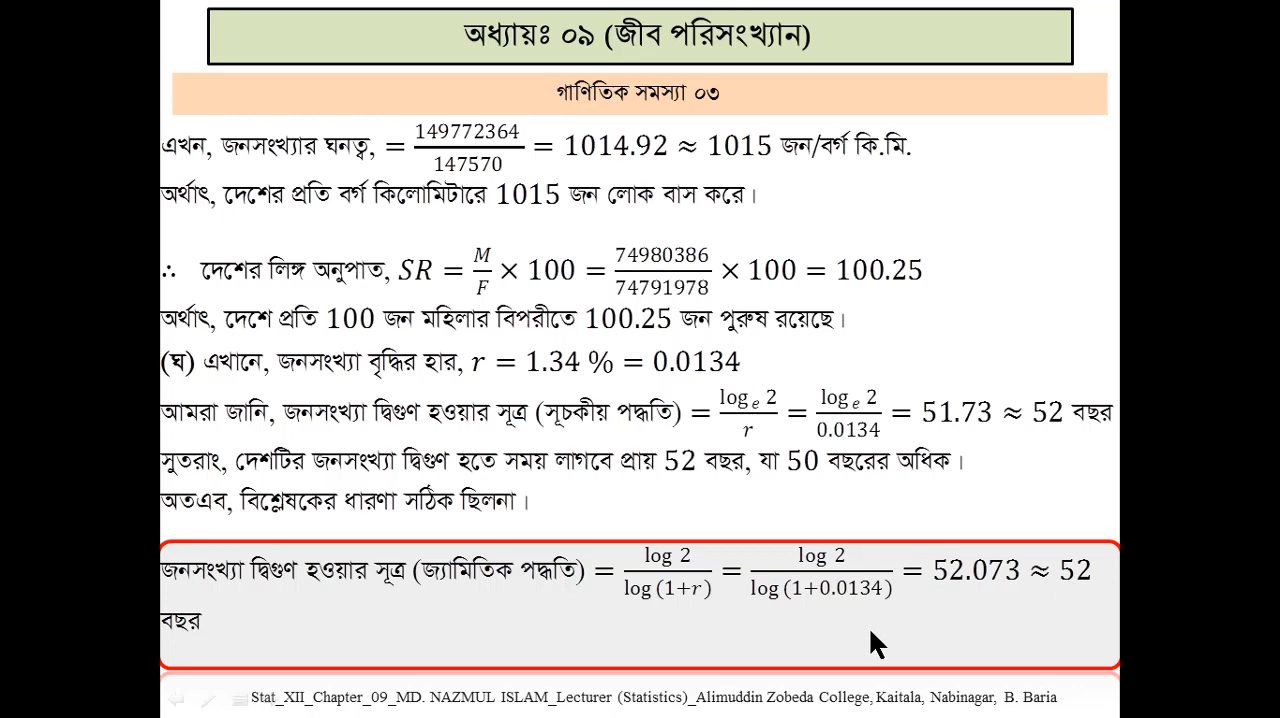 অধ্যায়ঃ ০৯ (জীব পরিসংখ্যান)
গাণিতিক সমস্যা ০৩
এখন, জনসংখ্যার ঘনত্ব, = 149772364/147570 = 1014.92 ≈ 1015 জন/বর্গ কি.মি.
অর্থাৎ, দেশের প্রতি বর্গ কিলোমিটারে 1015 জন লোক বাস করে।
∴ দেশের লিঙ্গ অনুপাত, SR = M/F × 100 = 74980386/74791978 × 100 = 100.25
অর্থাৎ, দেশে প্রতি 100 জন মহিলার বিপরীতে 100.25 জন পুরুষ রয়েছে।
(ঘ) এখানে, জনসংখ্যা বৃদ্ধির হার, r = 1.34 % = 0.0134
আমরা জানি, জনসংখ্যা দ্বিগুণ হওয়ার সূত্র (সূচকীয় পদ্ধতি) = logₑ 2/r = logₑ 2/0.0134 = 51.73 ≈ 52 বছর
সুতরাং, দেশটির জনসংখ্যা দ্বিগুণ হতে সময় লাগবে প্রায় 52 বছর, যা 50 বছরের অধিক।
অতএব, বিশ্লেষকের ধারণা সঠিক ছিলনা।
জনসংখ্যা দ্বিগুণ হওয়ার সূত্র (জ্যামিতিক পদ্ধতি) = log 2/log (1+r) = log 2/log (1+0.0134) = 52.073 ≈ 52
বছর
Stat_XII_Chapter_09_MD. NAZMUL ISLAM_Lecturer (Statistics)_Alimuddin Zobeda College, Kaitala, Nabinagar, B. Baria